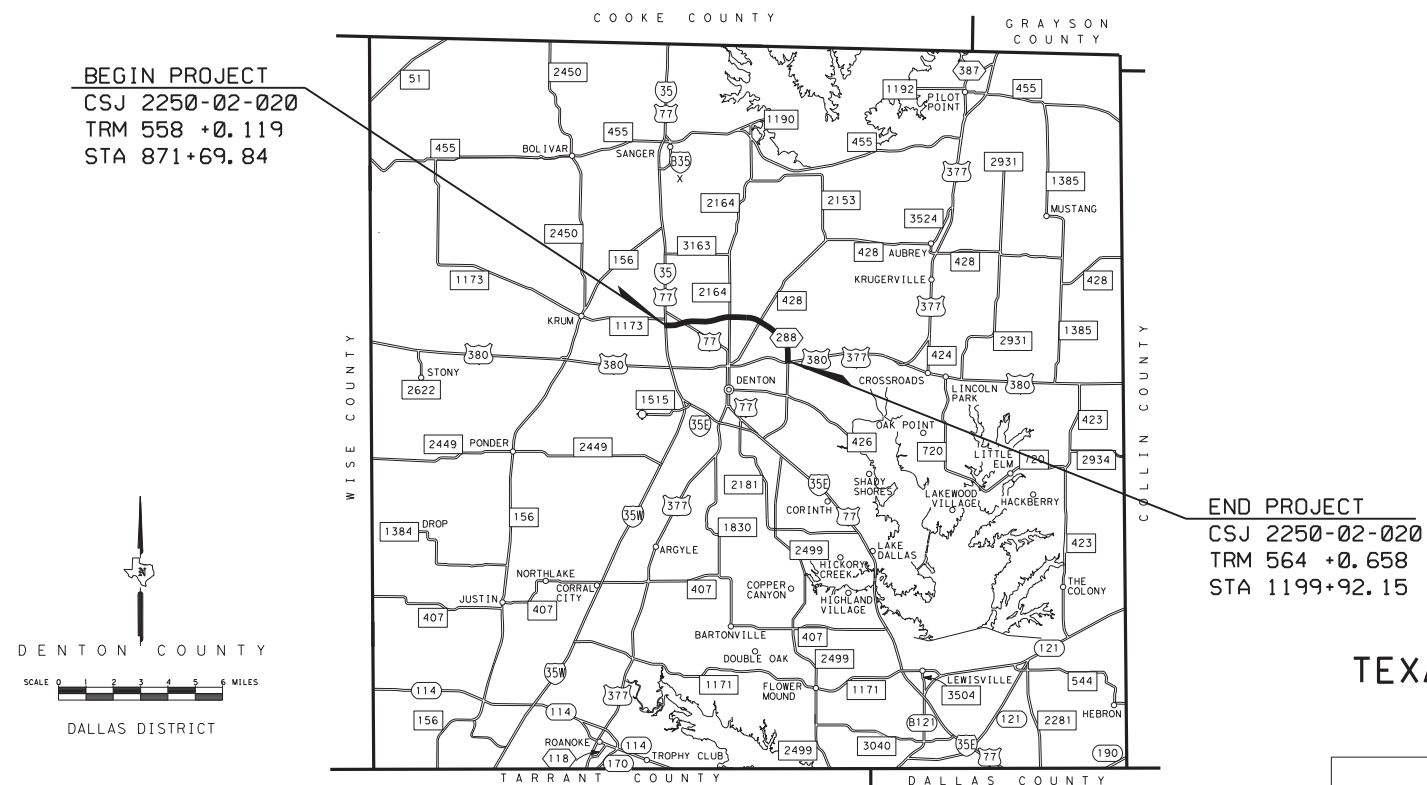 COOKE COUNTY
GRAYSON
COUNTY
BEGIN PROJECT
CSJ 2250-02-020
TRM 558 +0.119
STA 871+69.84
51
2450
35
77
387
1192
PILOT
POINT
455
1190
455
BOLIVAR
455
SANGER
B35
X
455
2931
377
1385
2164
2153
MUSTANG
3524
2450
156
3163
428
AUBREY
428
1173
35
77
2164
428
KRUGERVILLE
428
377
KRUM
1173
77
288
2931
1385
WISE COUNTY
COLLIN COUNTY
380
380
380
377
424
STONY
2622
DENTON
CROSSROADS
LINCOLN
PARK
380
1515
77
35E
OAK POINT
423
2449
PONDER
2449
426
720
LITTLE
ELM
720
2934
2181
35E
SHADY
SHORES
LAKEWOOD
VILLAGE
HACKBERRY
377
CORINTH
77
END PROJECT
CSJ 2250-02-020
TRM 564 +0.658
STA 1199+92.15
156
35W
1384
DROP
1830
423
ARGYLE
2499
LAKE
DALLAS
HICKORY
CREEK
NORTHLAKE
CORRAL
CITY
COPPER
CANYON
THE
COLONY
JUSTIN
407
407
407
HIGHLAND
VILLAGE
BARTONVILLE
407
DENTON COUNTY
SCALE 0 1 2 3 4 5 6 MILES
DALLAS DISTRICT
N
DOUBLE OAK
2499
121
35W
1171
FLOWER
MOUND
1171
LEWISVILLE
3504
544
TEXA
114
377
156
114
B121
121
2281
HEBRON
ROANOKE
114
118
170
TROPHY CLUB
2499
3040
35E
77
190
TARRANT COUNTY
DALLAS COUNTY